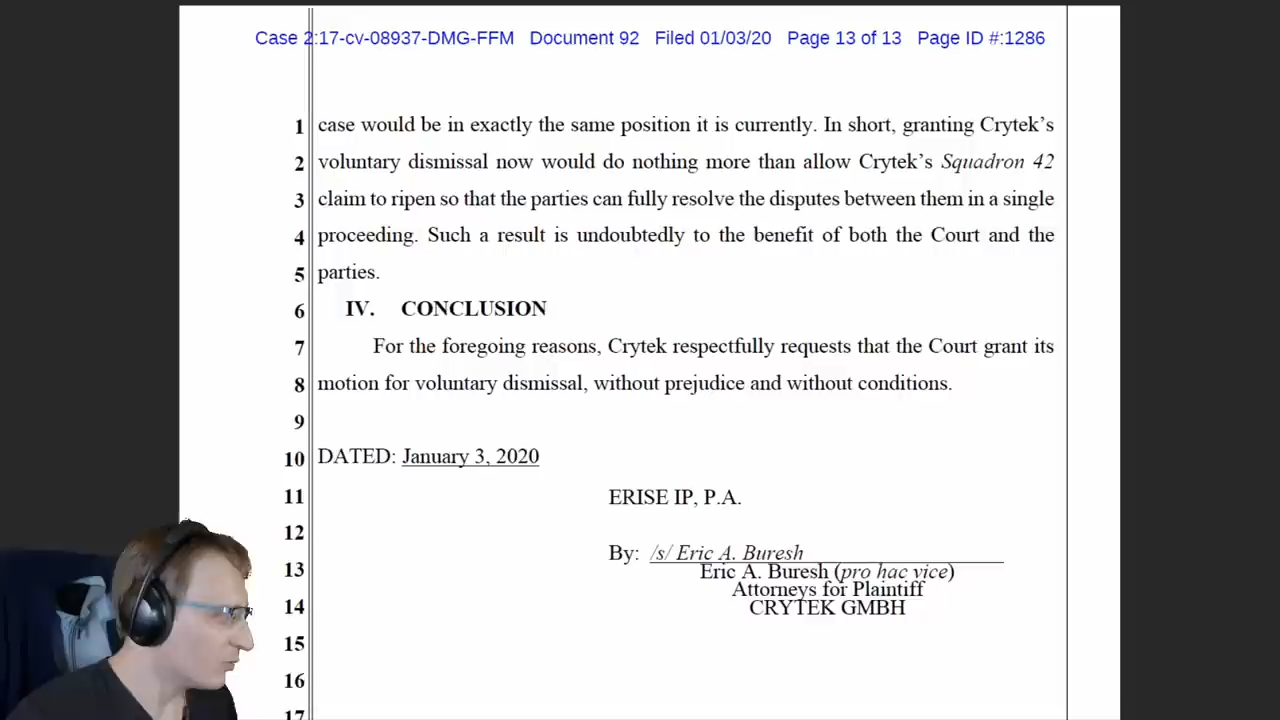 Case 2:17-cv-08937-DMG-FFM Document 92 Filed 01/03/20 Page 13 of 13 Page ID #:1286
1 case would be in exactly the same position it is currently. In short, granting Crytek’s
2 voluntary dismissal now would do nothing more than allow Crytek’s Squadron 42
3 claim to ripen so that the parties can fully resolve the disputes between them in a single
4 proceeding. Such a result is undoubtedly to the benefit of both the Court and the
5 parties.
6 IV. CONCLUSION
7 For the foregoing reasons, Crytek respectfully requests that the Court grant its
8 motion for voluntary dismissal, without prejudice and without conditions.
9
10 DATED: January 3, 2020
11 ERISE IP, P.A.
12
By: /s/ Eric A. Buresh
13 Eric A. Buresh (pro hac vice)
Attorneys for Plaintiff
14 CRYTEK GMBH
15
16
17